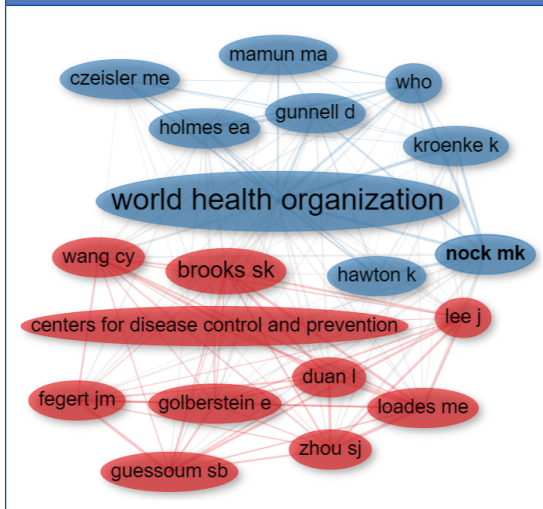 mamun ma
czeisler me
who
gunnell d
holmes ea
kroenke k
world health organization
nock mk
wang cy
brooks sk
hawton k
lee j
centers for disease control and prevention
duan l
fegert jm
golberstein e
loades me
zhou sj
guessoum sb